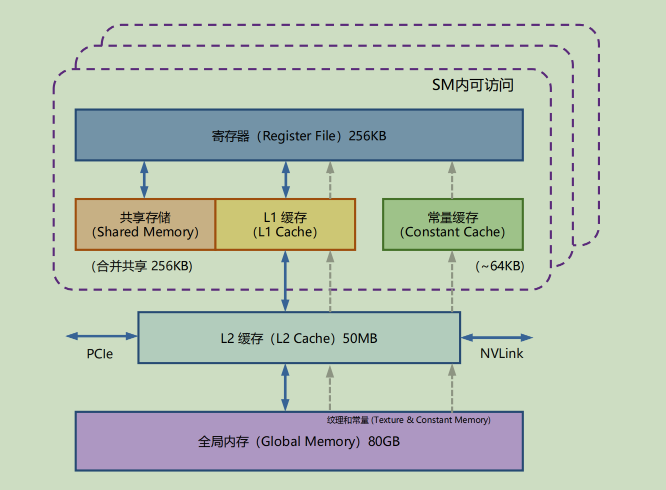 SM内可访问
寄存器（Register File）256KB
共享存储
（Shared Memory）
L1 缓存
（L1 Cache）
常量缓存
（Constant Cache）
（合并共享 256KB)
（~64KB)
L2 缓存（L2 Cache）50MB
PCIe
NVLink
纹理和常量 (Texture & Constant Memory)
全局内存（Global Memory）80GB